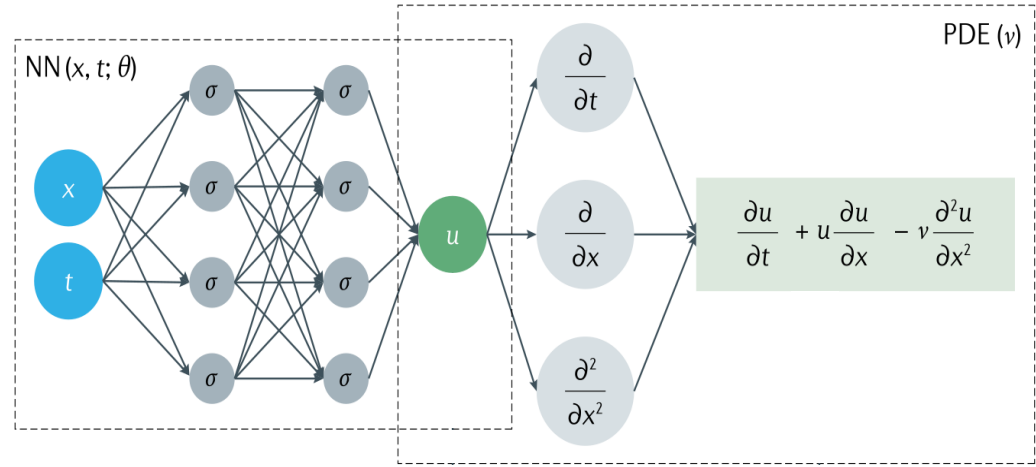 NN(x, t; θ)
PDE (ν)
x
t
σ
σ
σ
σ
σ
σ
σ
σ
u
∂/∂t
∂/∂x
∂²/∂x²
∂u/∂t + u ∂u/∂x − ν ∂²u/∂x²